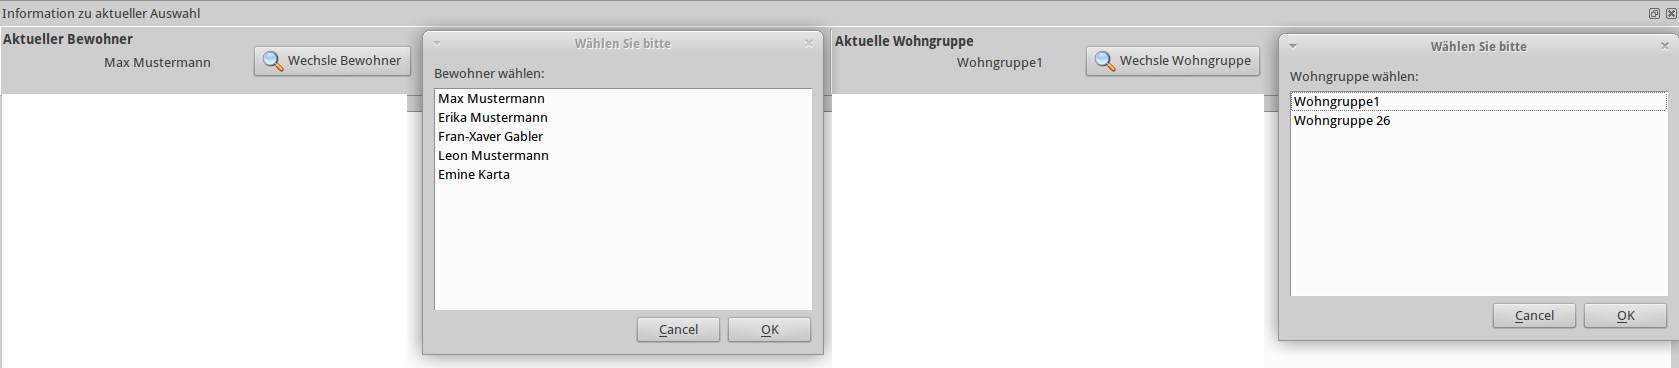 Information zu aktueller Auswahl
Aktueller Bewohner
Max Mustermann
Wechsle Bewohner
Wählen Sie bitte
Bewohner wählen:
Max Mustermann
Erika Mustermann
Fran-Xaver Gabler
Leon Mustermann
Emine Karta
Cancel
OK
Aktuelle Wohngruppe
Wohngruppe1
Wechsle Wohngruppe
Wählen Sie bitte
Wohngruppe wählen:
Wohngruppe1
Wohngruppe 26
Cancel
OK